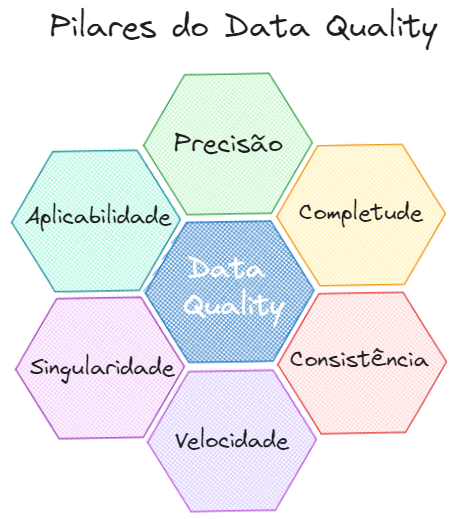 Pilares do Data Quality
Precisão
Aplicabilidade
Completude
Data
Quality
Singularidade
Consistência
Velocidade